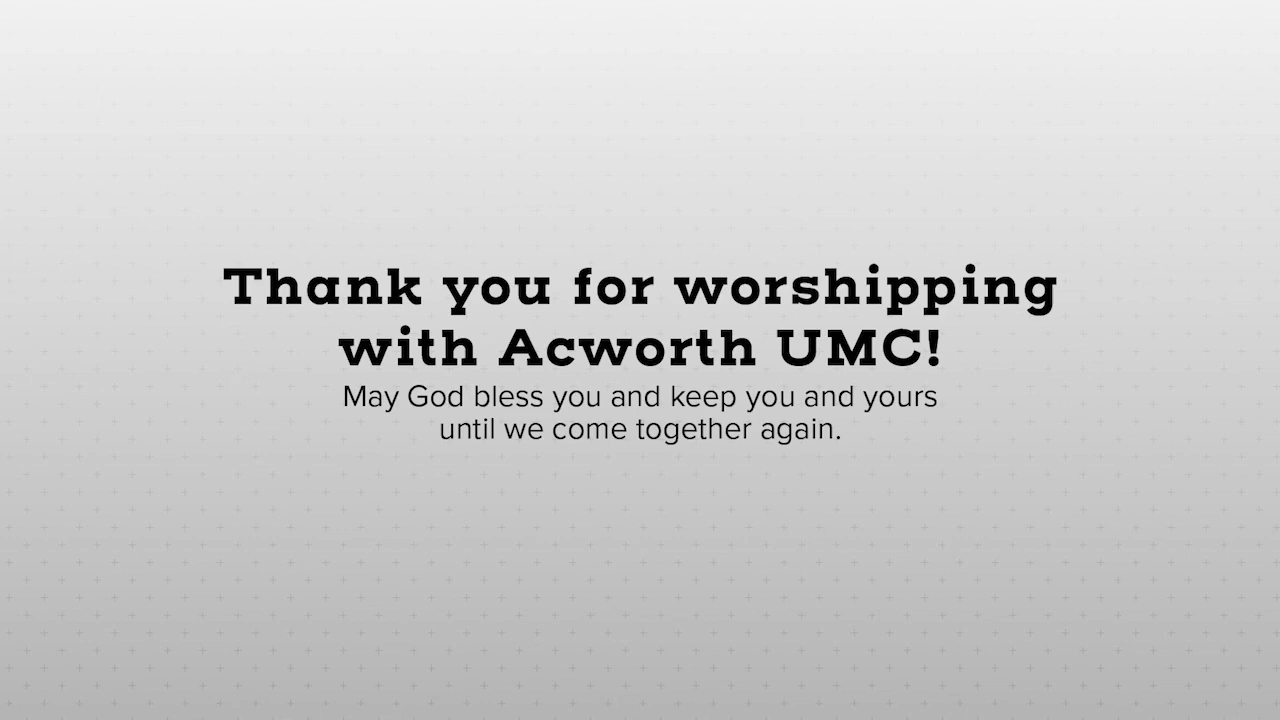 Thank you for worshipping
with Acworth UMC!
May God bless you and keep you and yours
until we come together again.